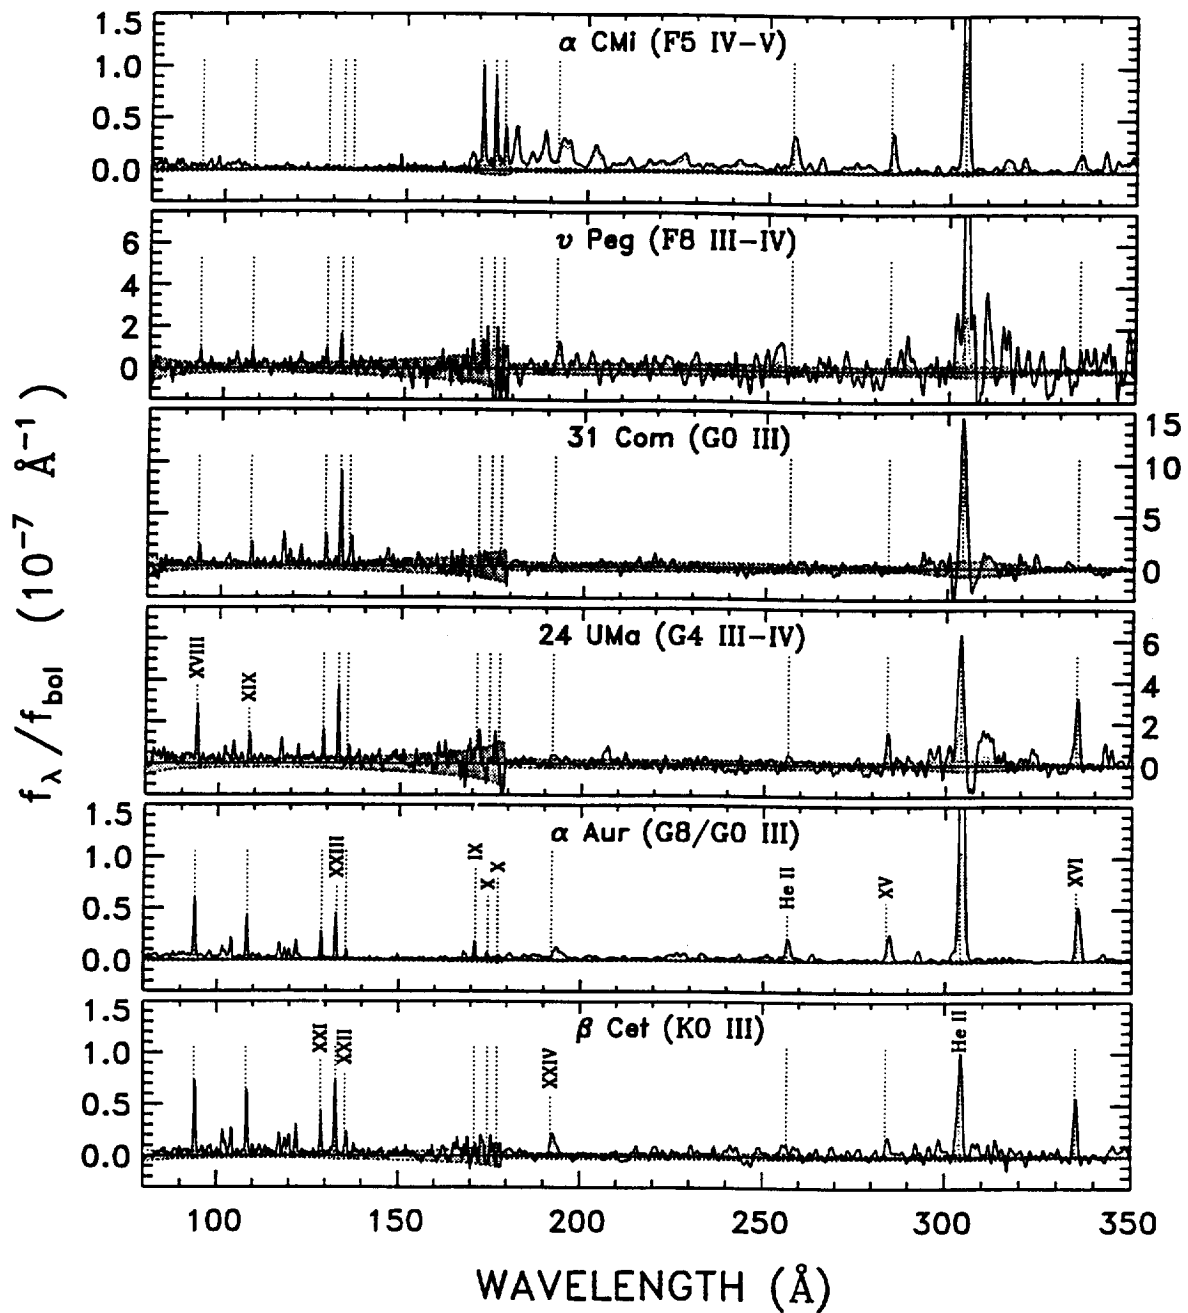 α CMi (F5 IV–V)
1.5
1.0
0.5
0.0
υ Peg (F8 III–IV)
6
4
2
0
31 Com (G0 III)
15
10
5
0
24 UMa (G4 III–IV)
XVIII
XIX
6
4
2
0
α Aur (G8/G0 III)
1.5
1.0
0.5
0.0
XXIII
IX
X
X
He II
XV
XVI
β Cet (K0 III)
1.5
1.0
0.5
0.0
XXI
XXII
XXIV
He II
100
150
200
250
300
350
WAVELENGTH (Å)
fλ/fbol (10⁻⁷ Å⁻¹)